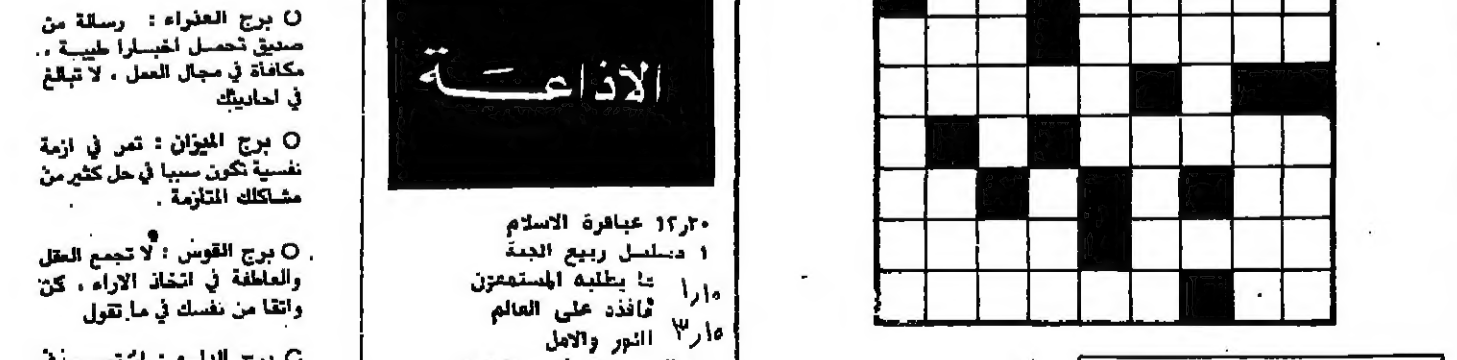 الاذاعة
١٢٫٣٠ عباقرة الاسلام
١ مسلسل ربيع الجنة
١٫١٥ ما يطلبه المستمعون
نافذة على العالم
٣٫١٥ النور والامل
○ برج العذراء : رسالة من
صديق تحمل اخبارا طيبة ..
مكافأة في مجال العمل . لا تبالغ
في احاديثك
○ برج الميزان : تمر في ازمة
نفسية تكون سببا في حل كثير من
مشاكلك المتأزمة .
○ برج القوس : لا تجمع العقل
والعاطفة في اتخاذ الاراء . كن
واثقا من نفسك في ما تقول